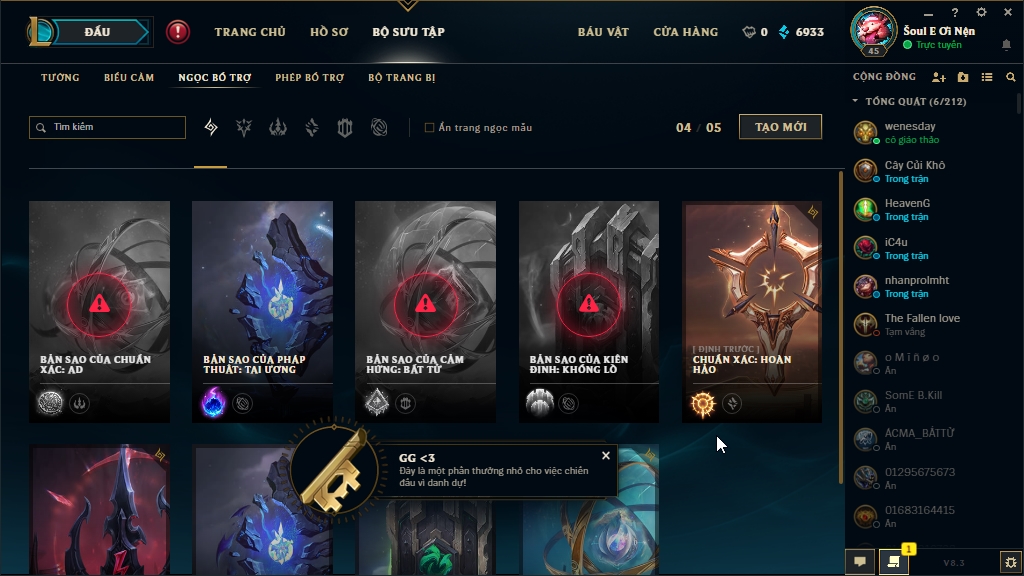 ĐẤU
TRANG CHỦ
HỒ SƠ
BỘ SƯU TẬP
BÁU VẬT
CỬA HÀNG
0
6933
45
Šoul E Ơi Nện
Trực tuyến
TƯỚNG
BIỂU CẢM
NGỌC BỔ TRỢ
PHÉP BỔ TRỢ
BỘ TRANG BỊ
Tìm kiếm
Ẩn trang ngọc mẫu
04 / 05
TẠO MỚI
BẢN SAO CỦA CHUẨN
XÁC: AD
BẢN SAO CỦA PHÁP
THUẬT: TAI ƯƠNG
BẢN SAO CỦA CẢM
HỨNG: BẤT TỬ
BẢN SAO CỦA KIÊN
ĐỊNH: KHỔNG LỒ
[ ĐỊNH TRƯỚC ]
CHUẨN XÁC: HOÀN
HẢO
GG <3
Đây là một phần thưởng nhỏ cho việc chiến
đấu vì danh dự!
CỘNG ĐỒNG
TỔNG QUÁT (6/212)
wenesday
cô giáo thảo
Cây Củi Khô
Trong trận
HeavenG
Trong trận
iC4u
Trong trận
nhanprolmht
Trong trận
The Fallen love
Tạm vắng
o M i ñ ø o
Ẩn
SomE B.Kill
Ẩn
ÁCMA_BẤTTỬ
Ẩn
01295675673
Ẩn
01683164415
Ẩn
1
V8.3